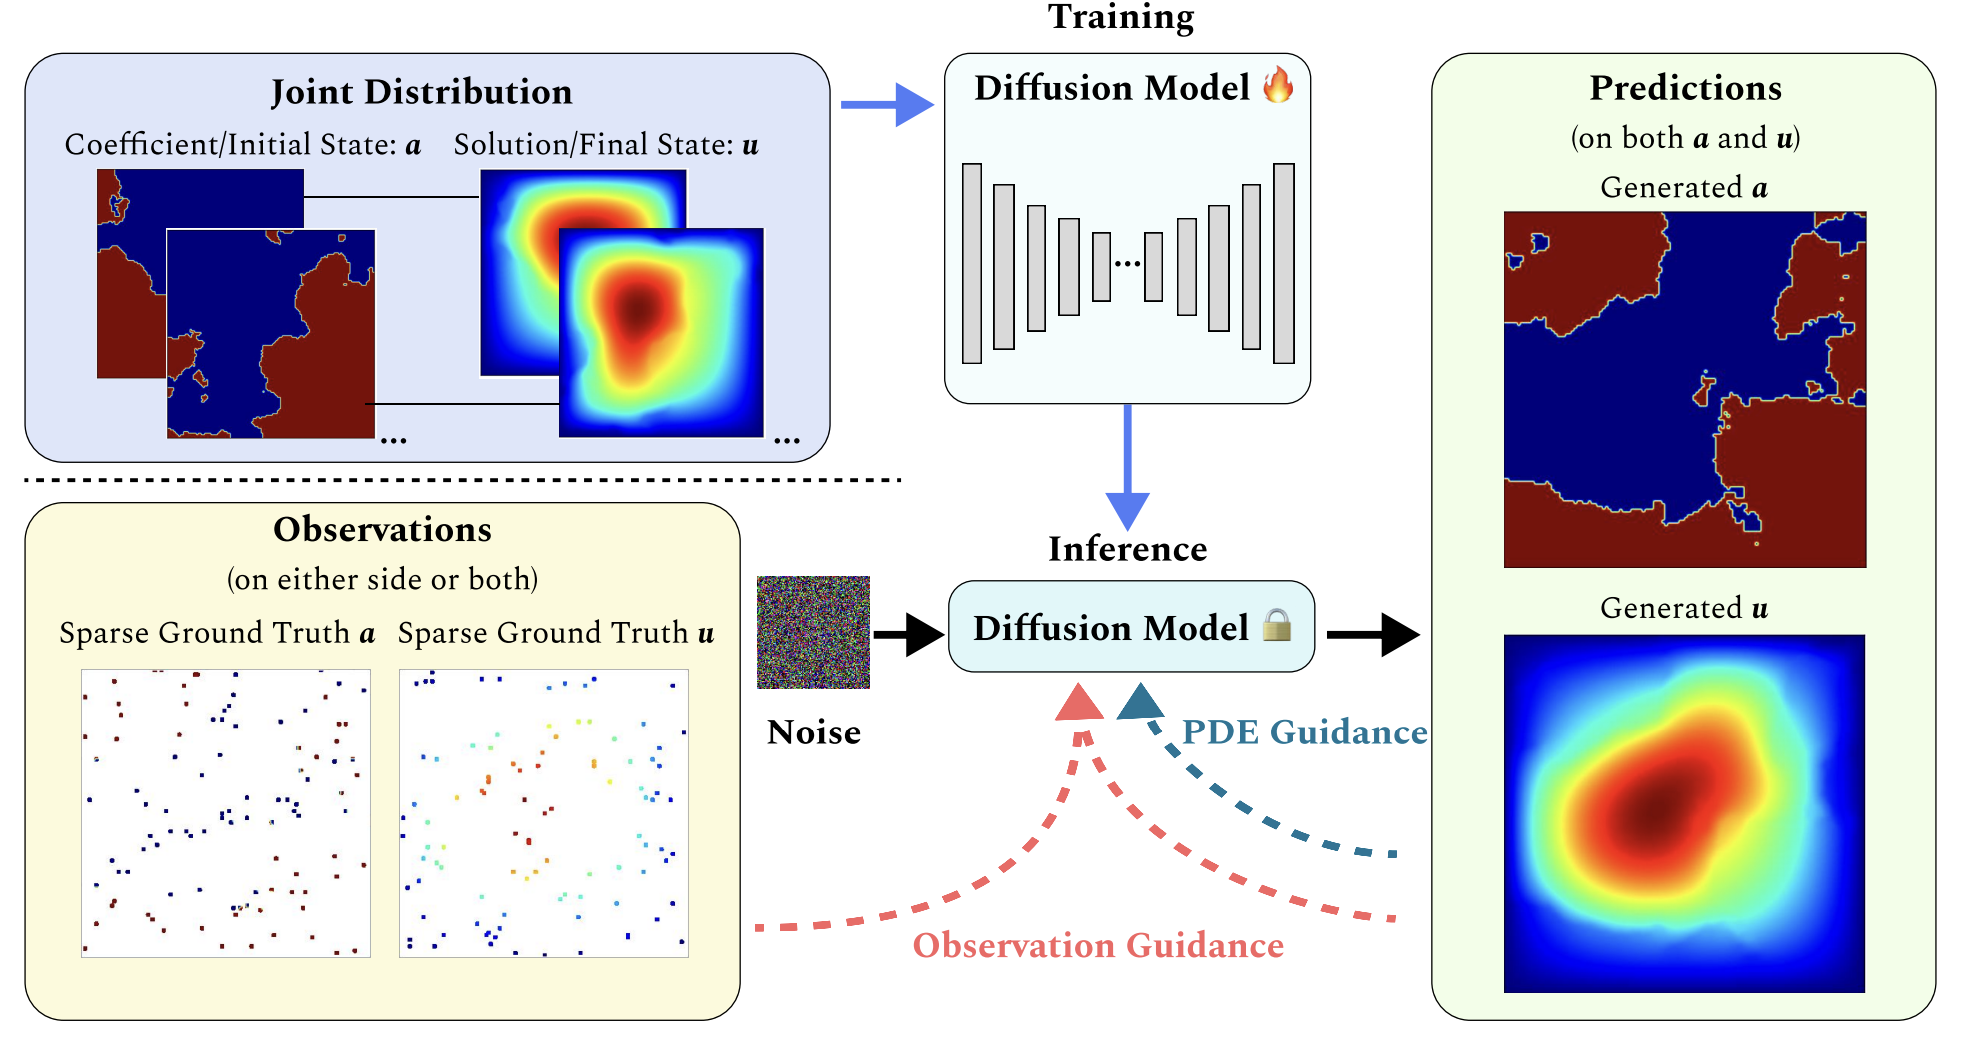 Training
Joint Distribution
Coefficient/Initial State: a
Solution/Final State: u
...
...
Diffusion Model
...
Predictions
(on both a and u)
Generated a
Generated u
Observations
(on either side or both)
Sparse Ground Truth a
Sparse Ground Truth u
Noise
Inference
Diffusion Model
PDE Guidance
Observation Guidance